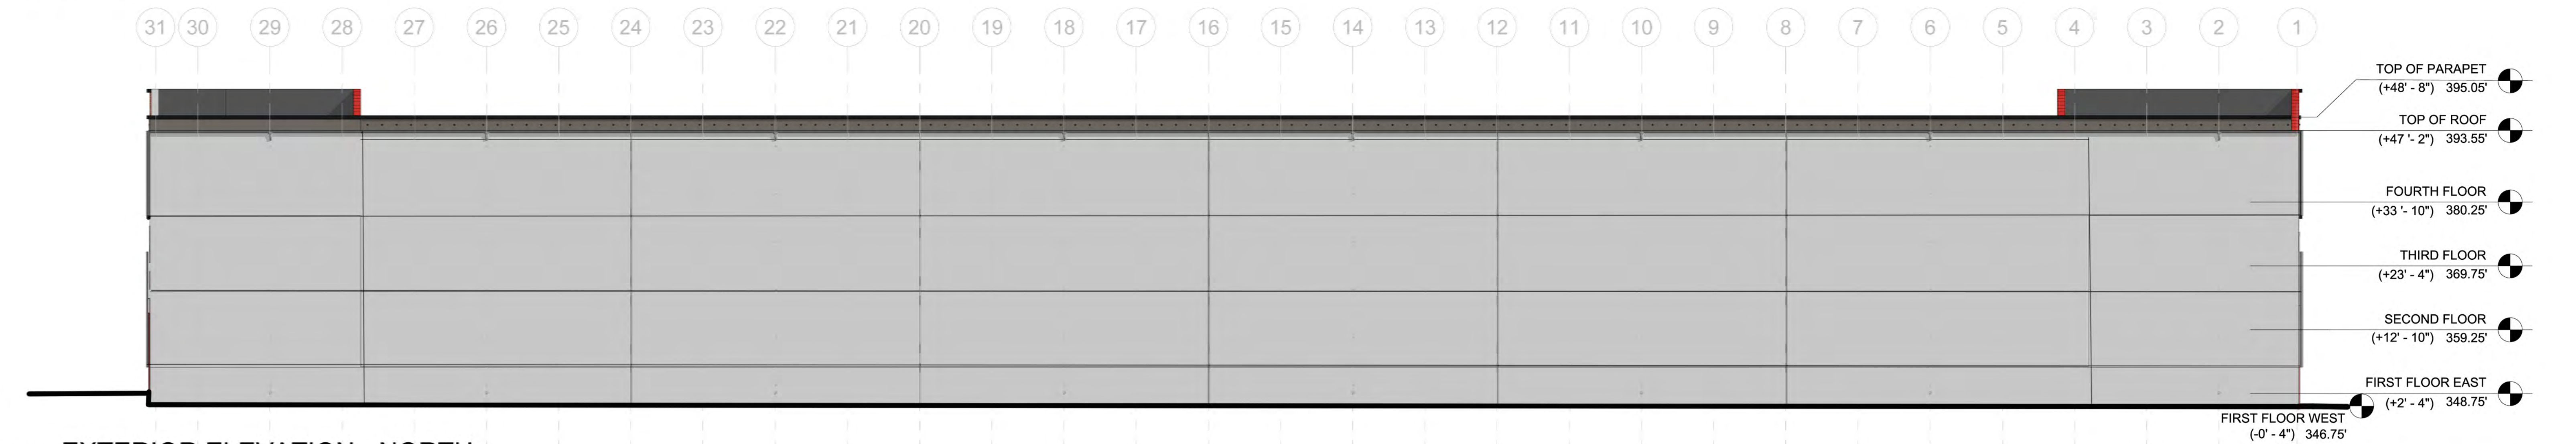 31 30 29 28 27 26 25 24 23 22 21 20 19 18 17 16 15 14 13 12 11 10 9 8 7 6 5 4 3 2 1
TOP OF PARAPET
(+48' - 8") 395.05'
TOP OF ROOF
(+47' - 2") 393.55'
FOURTH FLOOR
(+33 '- 10") 380.25'
THIRD FLOOR
(+23' - 4") 369.75'
SECOND FLOOR
(+12' - 10") 359.25'
FIRST FLOOR EAST
(+2' - 4") 348.75'
FIRST FLOOR WEST
(-0' - 4") 346.75'
EXTERIOR ELEVATION - NORTH